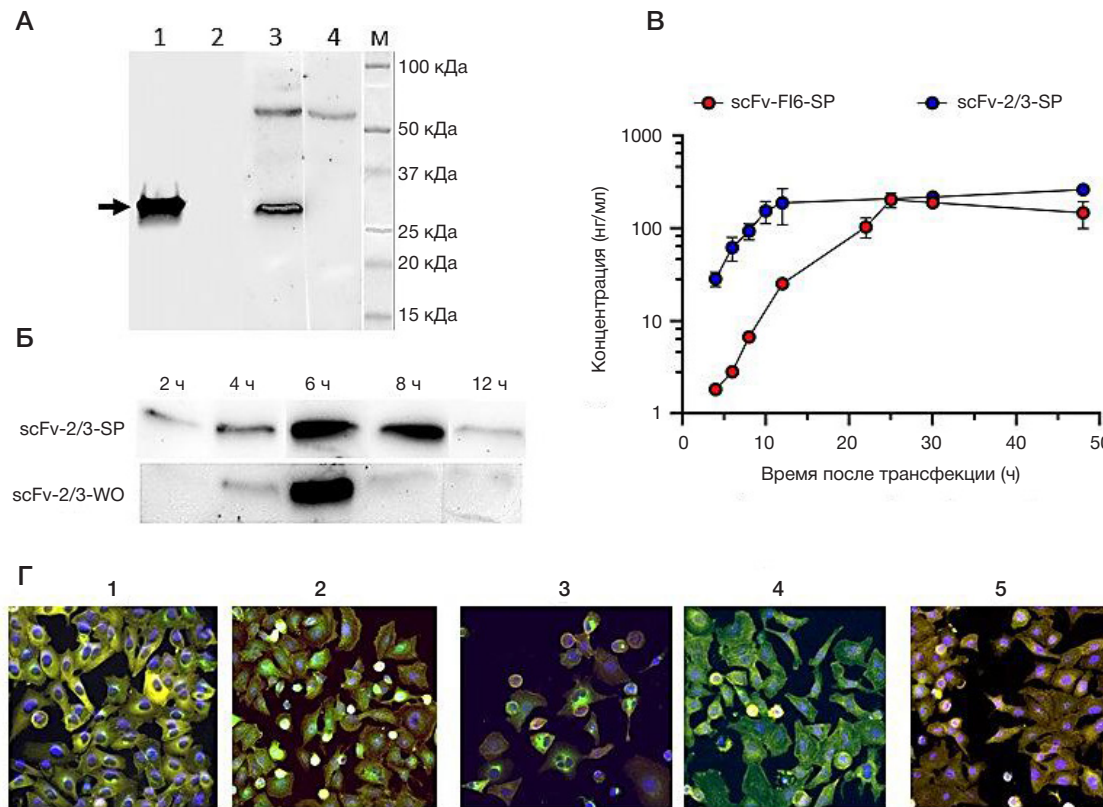 А
1 2 3 4 М
100 кДа
50 кДа
37 кДа
25 кДа
20 кДа
15 кДа
Б
2 ч 4 ч 6 ч 8 ч 12 ч
scFv-2/3-SP
scFv-2/3-WO
В
scFv-FI6-SP scFv-2/3-SP
Концентрация (нг/мл)
1000
100
10
1
0 10 20 30 40 50
Время после трансфекции (ч)
Г
1 2 3 4 5